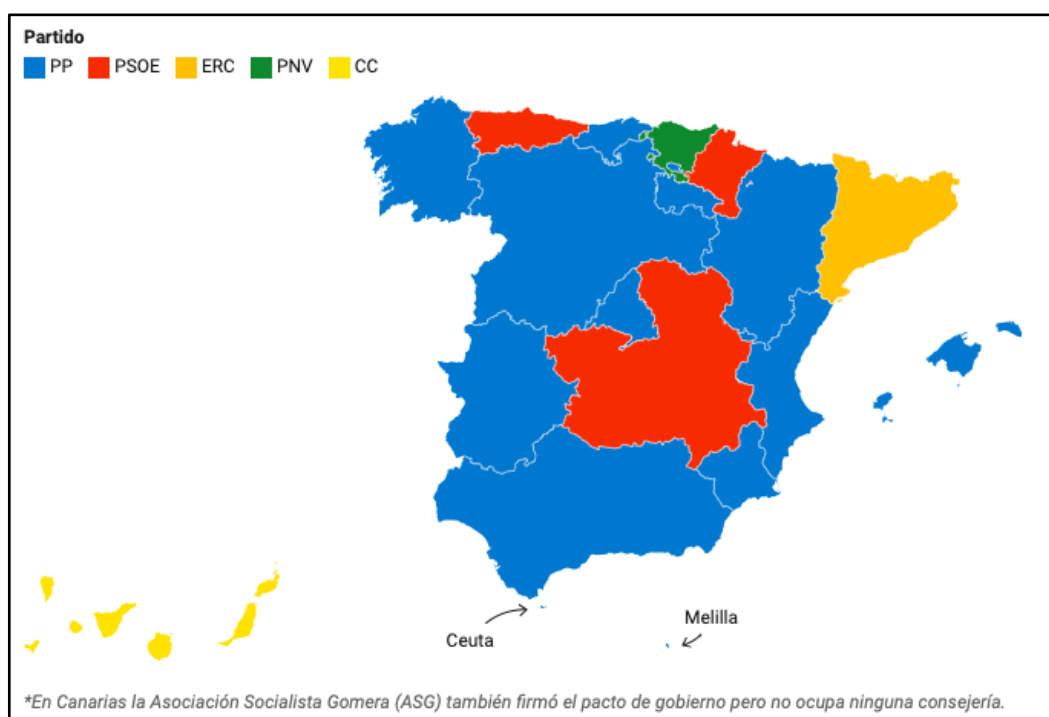 Partido
PP PSOE ERC PNV CC
Melilla
Ceuta
*En Canarias la Asociación Socialista Gomera (ASG) también firmó el pacto de gobierno pero no ocupa ninguna consejería.